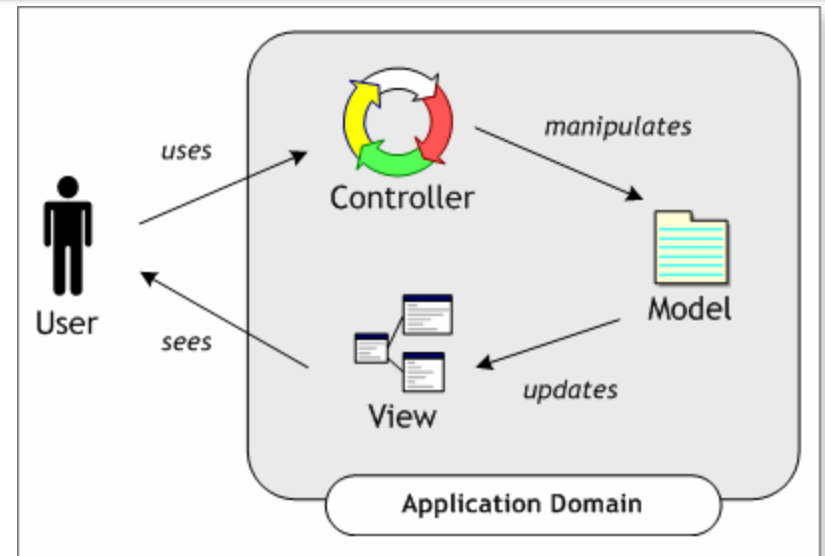 uses
manipulates
Controller
User
Model
sees
updates
View
Application Domain